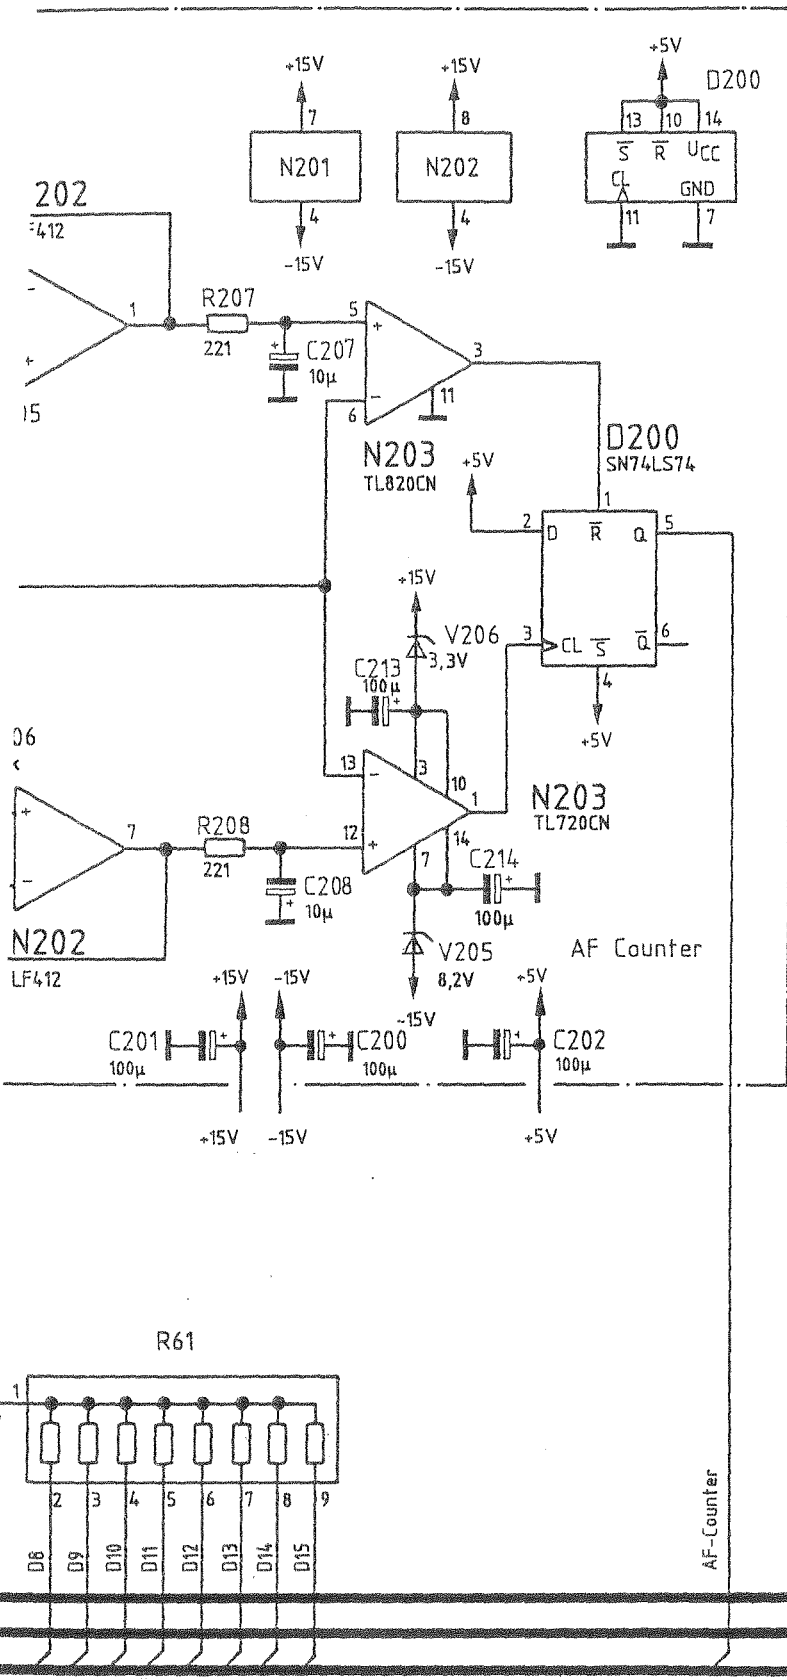 +5V
+15V
+15V
D200
7
8
13
10
14
N201
N202
S
R
UCC
CL
GND
202
4
4
11
7
F412
-15V
-15V
-
1
R207
5
+
221
C207
+
10µ
3
+
-
11
15
6
N203
TL820CN
+5V
D200
SN74LS74
1
2
D
R
Q
5
+15V
V206
3,3V
3
CL
S
Q
6
C213
100µ
+
4
+5V
06
13
-
3
10
1
N203
TL720CN
+
7
R208
12
+
14
221
7
C214
-
C208
+
10µ
+
100µ
N202
LF412
V205
8,2V
AF Counter
+15V
-15V
+5V
-15V
C201
+
100µ
+
C200
100µ
+
C202
100µ
+15V
-15V
+5V
R61
1
2
3
4
5
6
7
8
9
D8
D9
D10
D11
D12
D13
D14
D15
AF-Counter